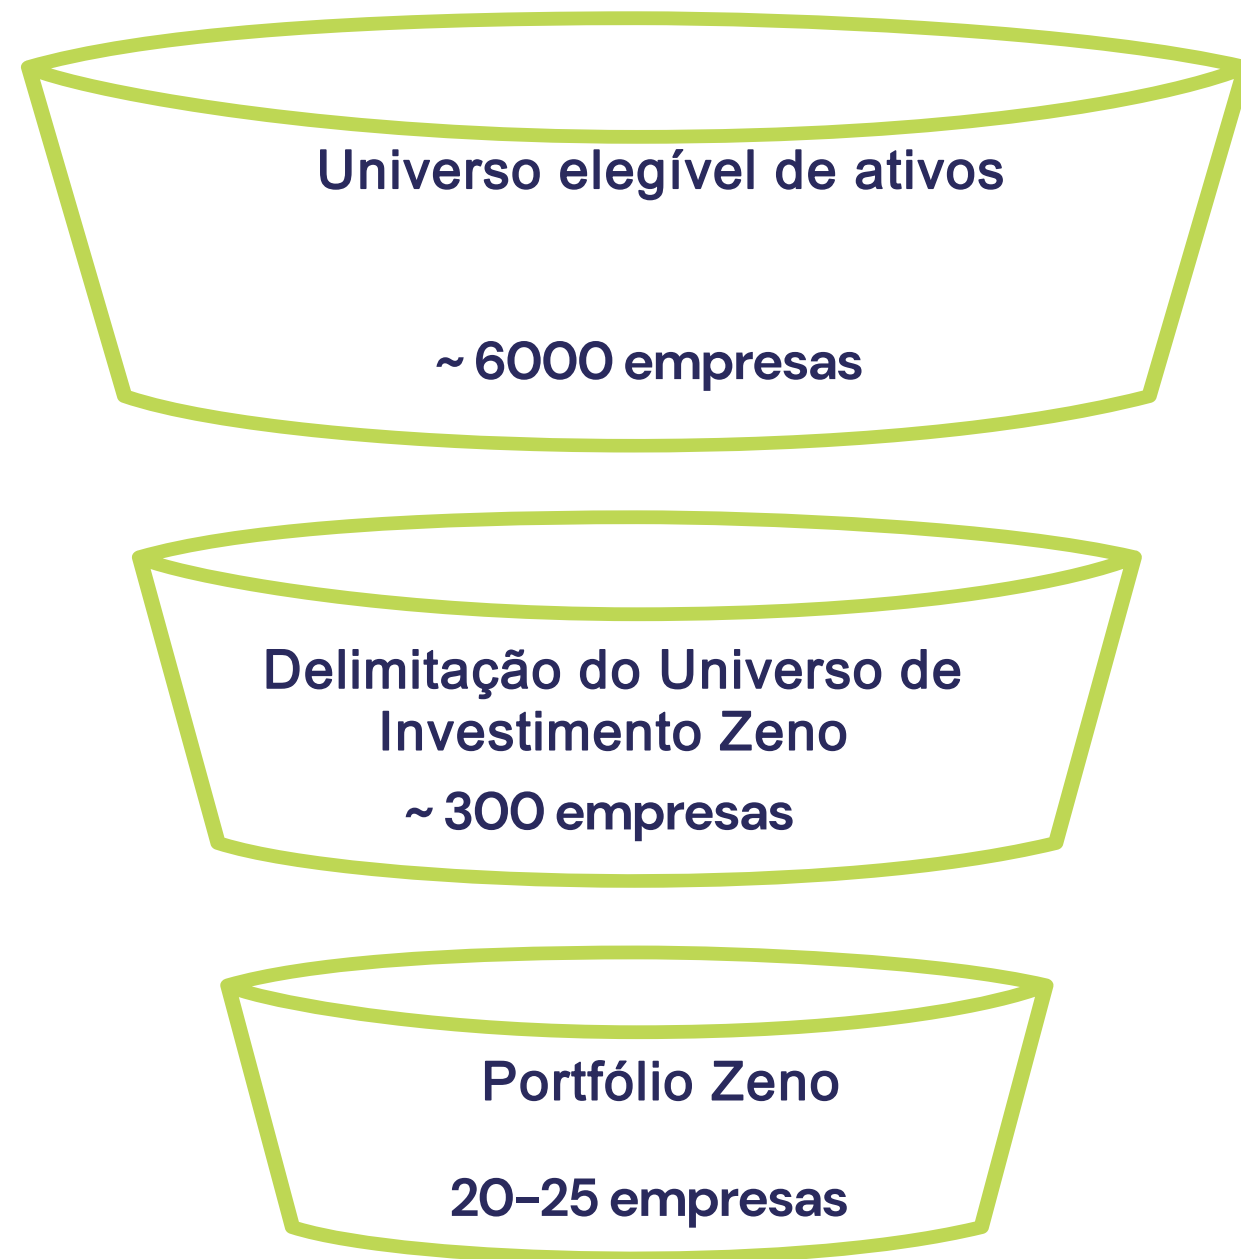 Universo elegível de ativos
~ 6000 empresas
Delimitação do Universo de
Investimento Zeno
~ 300 empresas
Portfólio Zeno
20–25 empresas